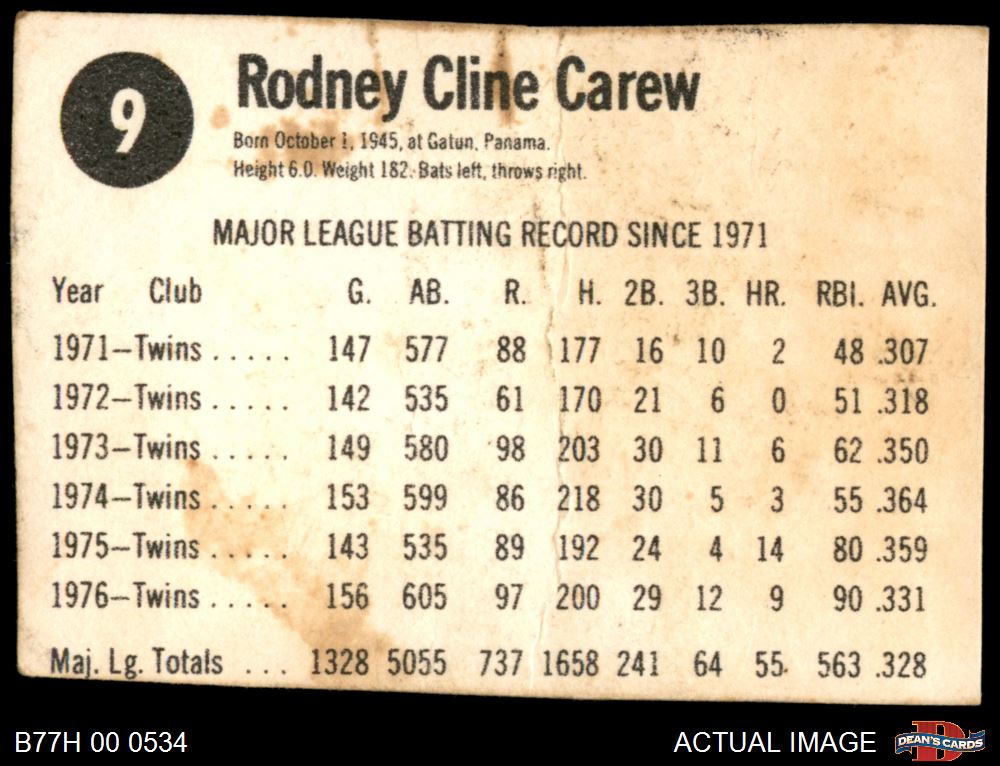 9
Rodney Cline Carew
Born October 1, 1945, at Gatun, Panama.
Height 6.0. Weight 182. Bats left, throws right.
MAJOR LEAGUE BATTING RECORD SINCE 1971
Year Club G. AB. R. H. 2B. 3B. HR. RBI. AVG.
1971—Twins ..... 147 577 88 177 16 10 2 48 .307
1972—Twins ..... 142 535 61 170 21 6 0 51 .318
1973—Twins ..... 149 580 98 203 30 11 6 62 .350
1974—Twins ..... 153 599 86 218 30 5 3 55 .364
1975—Twins ..... 143 535 89 192 24 4 14 80 .359
1976—Twins ..... 156 605 97 200 29 12 9 90 .331
Maj. Lg. Totals ... 1328 5055 737 1658 241 64 55 563 .328
B77H 00 0534 ACTUAL IMAGE DEAN'S CARDS